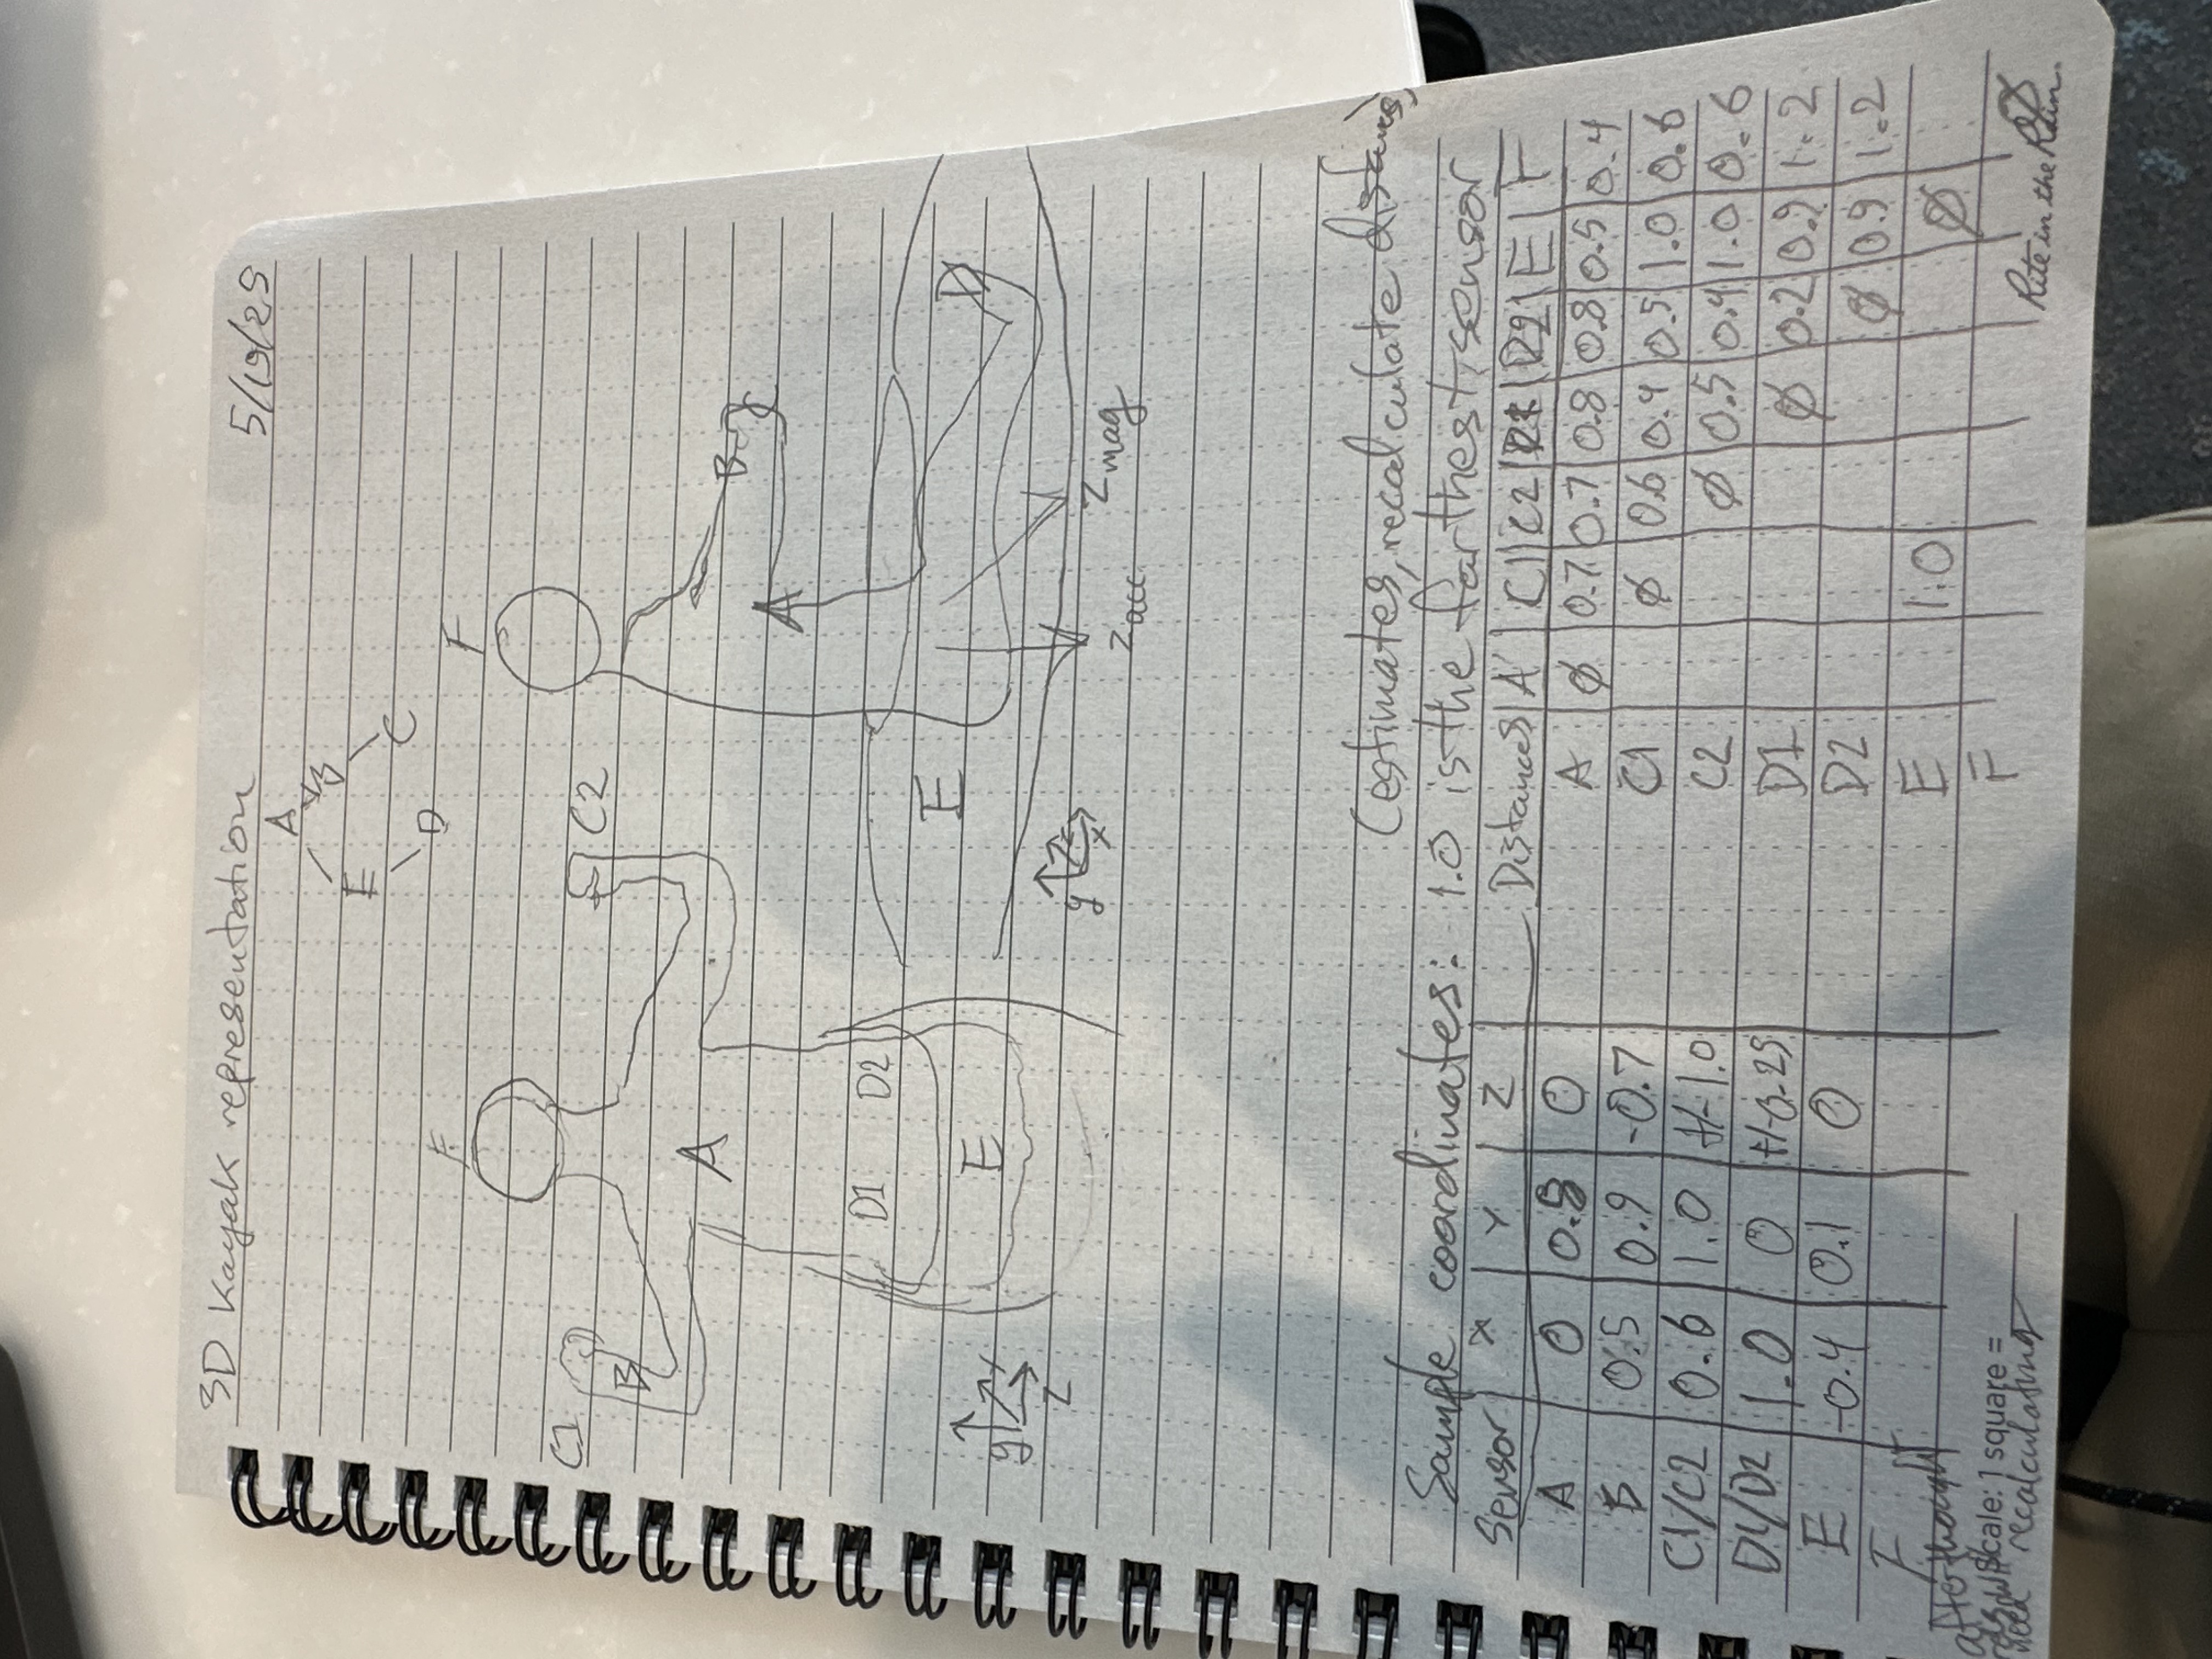 3D Kayak representation 5/19/25
A
B
E
C
D
F F
C1 C2
B
A
B
C
A
D1 D2
E D
E
y
z
y z
x
z mag
z acc
(estimates, recalculate distances)
Sample coordinates: 1.0 is the farthest sensor
Sensor X Y Z Distances A C1 C2 D1 D2 E F
A 0 0.8 0 A ∅ 0.7 0.7 0.8 0.8 0.5 0.4
B 0.5 0.9 -0.7 C1 ∅ 0.6 0.4 0.5 1.0 0.6
C1/C2 0.6 1.0 +/-1.0 C2 ∅ 0.5 0.4 1.0 0.6
D1/D2 1.0 0 +/-0.25 D1 ∅ 0.2 0.9 1.2
E -0.4 0.1 0 D2 ∅ 0.9 1.2
F E 1.0 ∅
afterthought F ∅
Scale: 1 square =
need recalculating
Rite in the Rain.